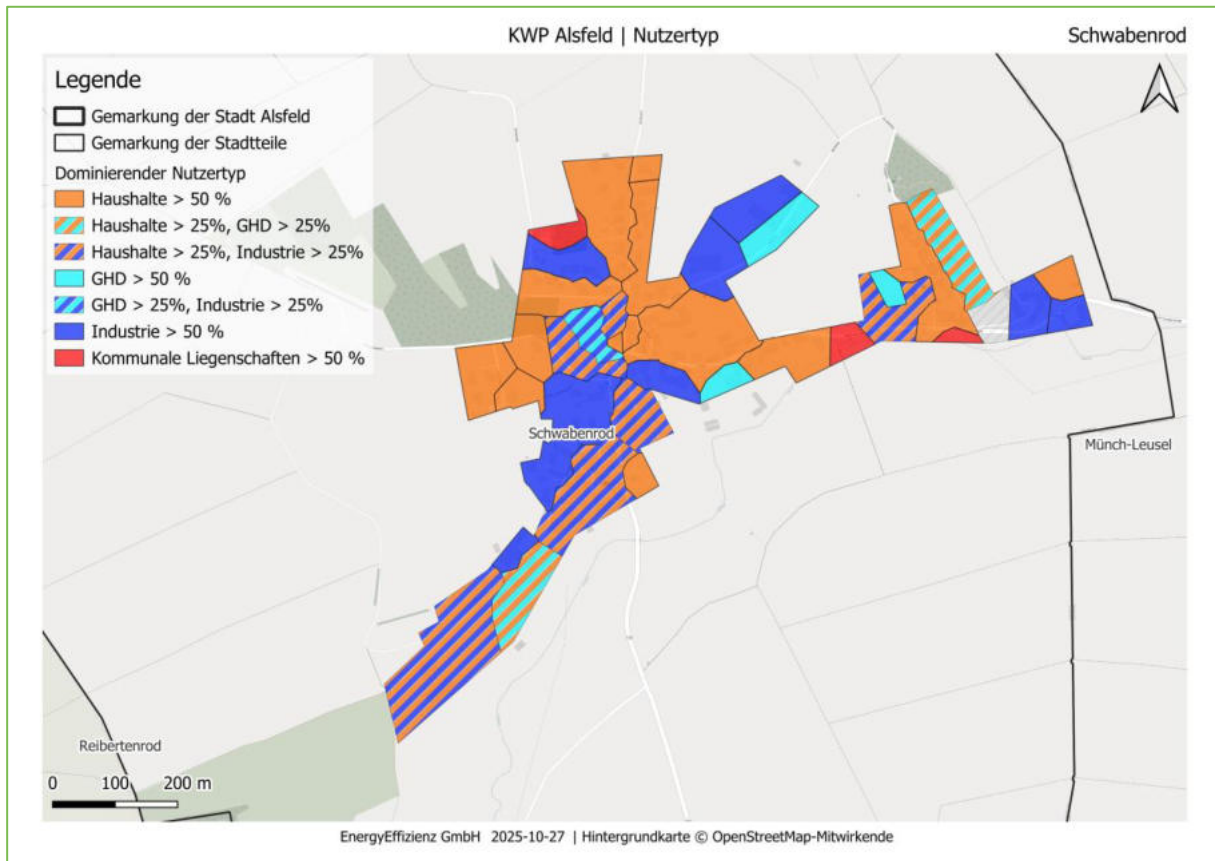 KWP Alsfeld | Nutzertyp
Schwabenrod
Legende
Gemarkung der Stadt Alsfeld
Gemarkung der Stadtteile
Dominierender Nutzertyp
Haushalte > 50 %
Haushalte > 25%, GHD > 25%
Haushalte > 25%, Industrie > 25%
GHD > 50 %
GHD > 25%, Industrie > 25%
Industrie > 50 %
Kommunale Liegenschaften > 50 %
Schwabenrod
Münch-Leusel
Reibertenrod
0 100 200 m
EnergyEffizienz GmbH 2025-10-27 | Hintergrundkarte © OpenStreetMap-Mitwirkende